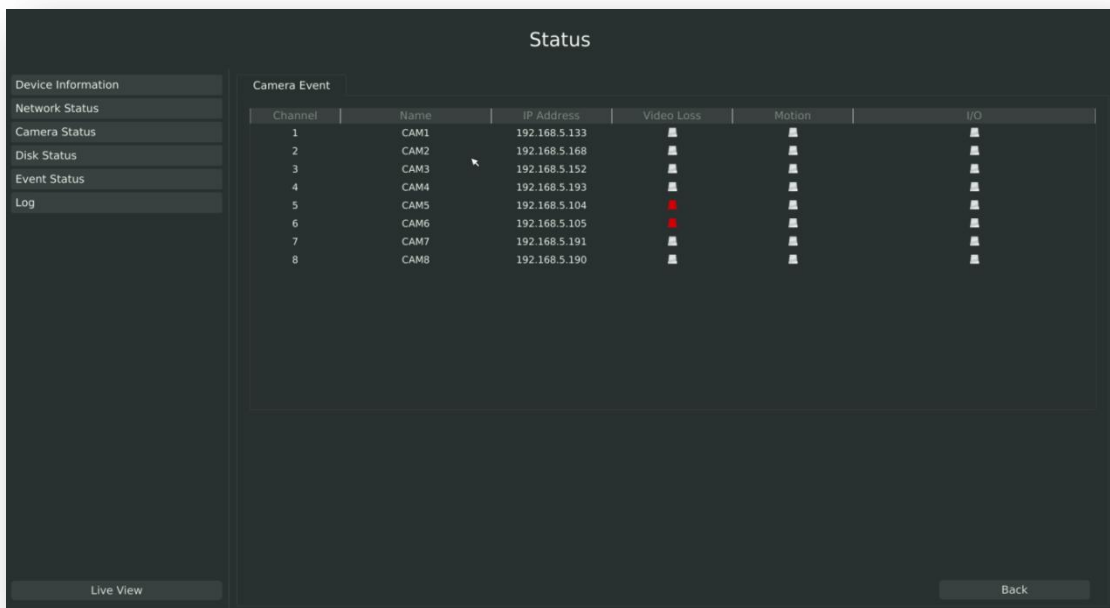 Status
Device Information
Network Status
Camera Status
Disk Status
Event Status
Log
Camera Event
Channel Name IP Address Video Loss Motion I/O
1 CAM1 192.168.5.133
2 CAM2 192.168.5.168
3 CAM3 192.168.5.152
4 CAM4 192.168.5.193
5 CAM5 192.168.5.104
6 CAM6 192.168.5.105
7 CAM7 192.168.5.191
8 CAM8 192.168.5.190
Live View
Back